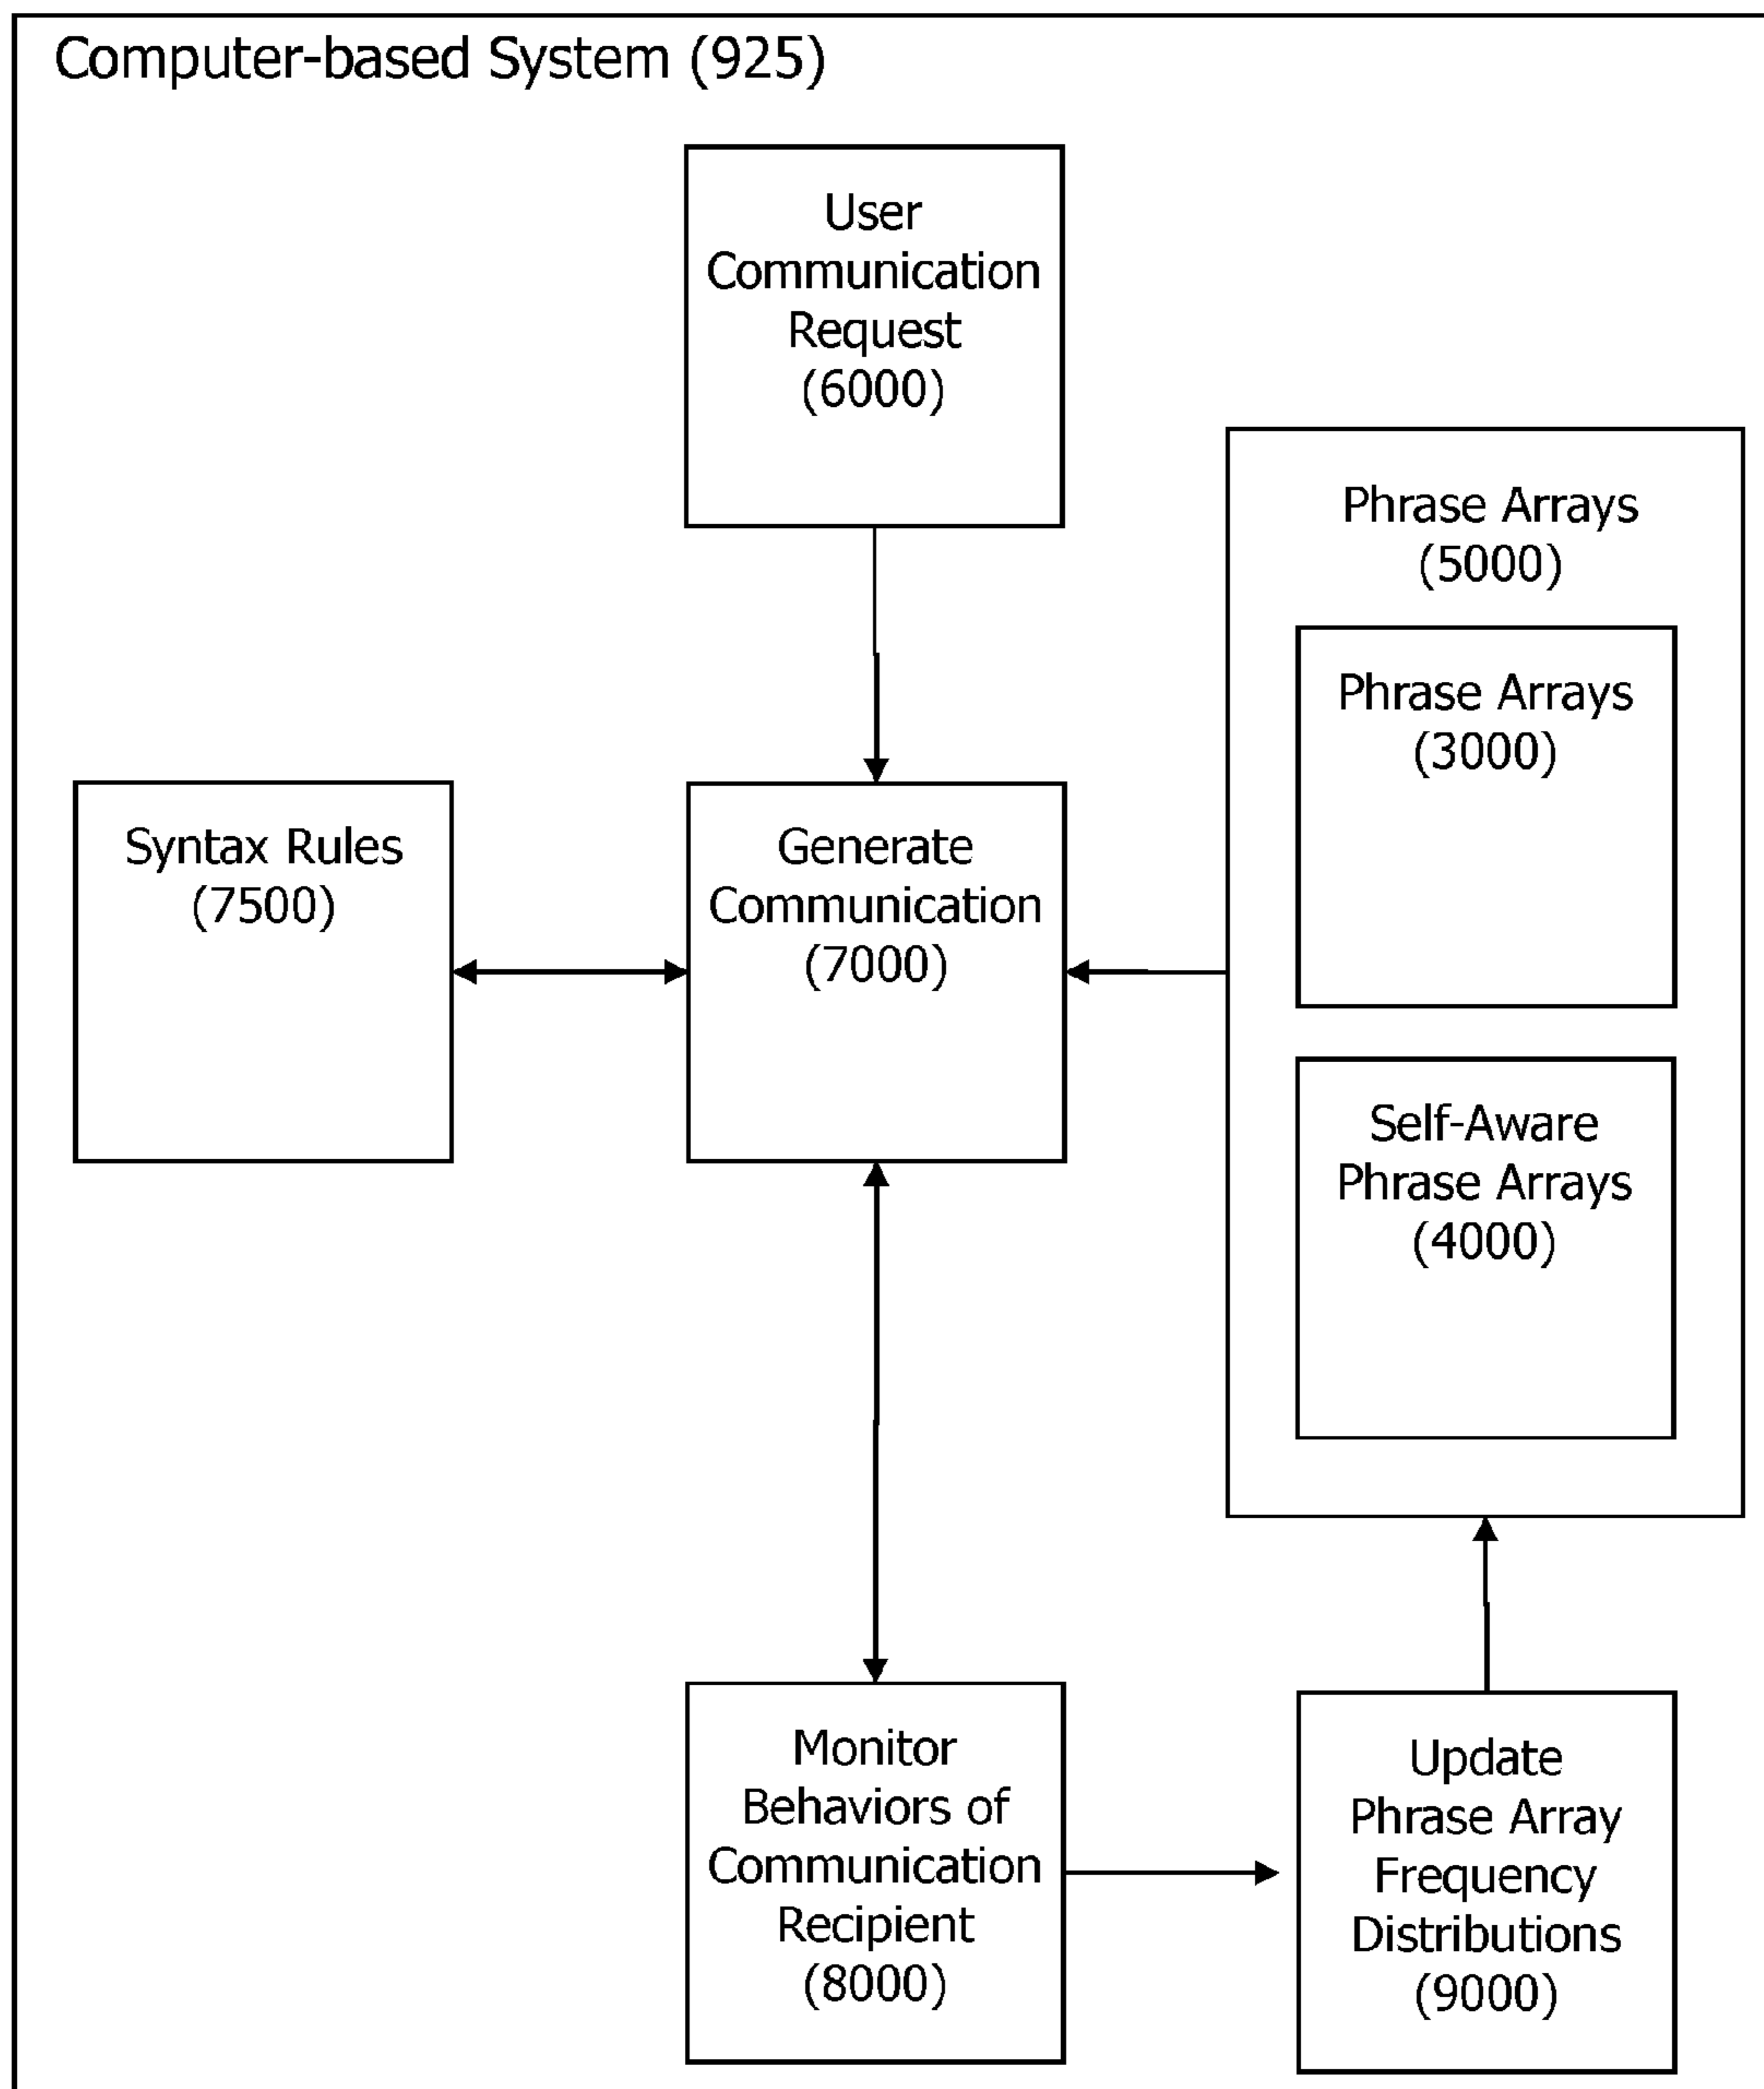 Computer-based System (925)
User
Communication
Request
(6000)
Phrase Arrays
(5000)
Phrase Arrays
(3000)
Syntax Rules
(7500)
Generate
Communication
(7000)
Self-Aware
Phrase Arrays
(4000)
Monitor
Behaviors of
Communication
Recipient
(8000)
Update
Phrase Array
Frequency
Distributions
(9000)